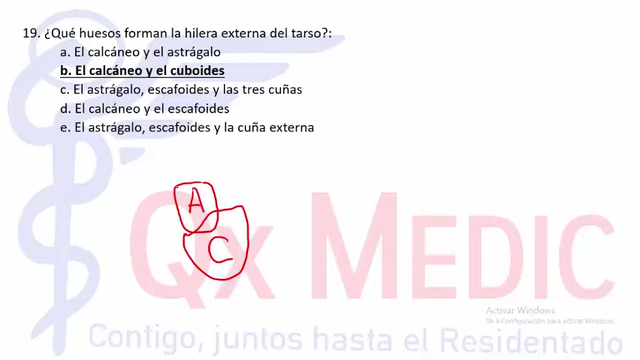 19. ¿Qué huesos forman la hilera externa del tarso?:
a. El calcáneo y el astrágalo
b. El calcáneo y el cuboides
c. El astrágalo, escafoides y las tres cuñas
d. El calcáneo y el escafoides
e. El astrágalo, escafoides y la cuña externa
A
C
Qx MEDIC
Activar Windows
Ve a Configuración para activar Windows.
Contigo, juntos hasta el Residentado